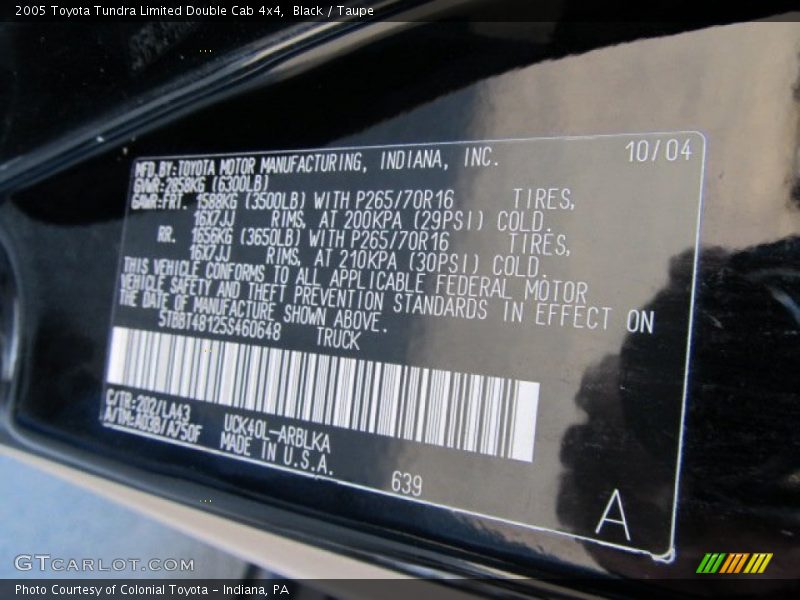 2005 Toyota Tundra Limited Double Cab 4x4, Black / Taupe
10/04
MFD.BY:TOYOTA MOTOR MANUFACTURING, INDIANA, INC.
GVWR:2858KG (6300LB)
GAWR:FRT. 1588KG (3500LB) WITH P265/70R16 TIRES,
16X7JJ RIMS, AT 200KPA (29PSI) COLD.
RR. 1656KG (3650LB) WITH P265/70R16 TIRES,
16X7JJ RIMS, AT 210KPA (30PSI) COLD.
THIS VEHICLE CONFORMS TO ALL APPLICABLE FEDERAL MOTOR
VEHICLE SAFETY AND THEFT PREVENTION STANDARDS IN EFFECT ON
THE DATE OF MANUFACTURE SHOWN ABOVE.
5TBBT48125S460648 TRUCK
C/TR:202/LA43 UCK40L-ARBLKA
A/TM:A03B/A750F MADE IN U.S.A.
639
A
GTcarlot.com
Photo Courtesy of Colonial Toyota - Indiana, PA